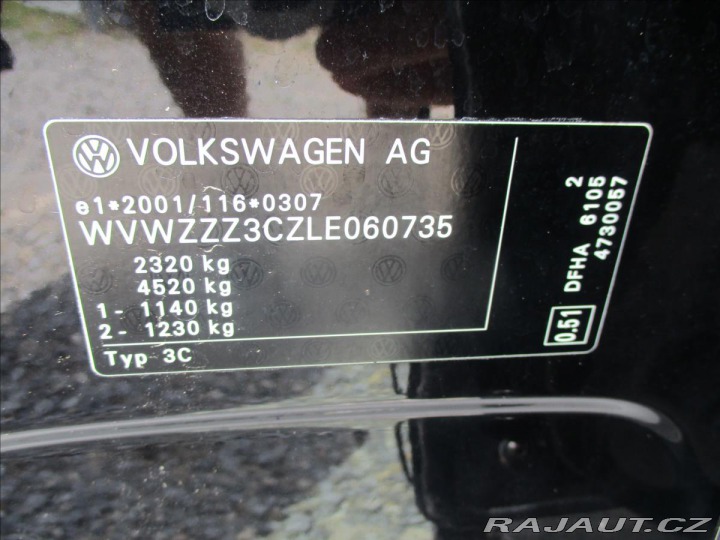 VOLKSWAGEN AG
e1*2001/116*0307
WVWZZZ3CZLE060735
2320 kg
4520 kg
1- 1140 kg
2- 1230 kg
Typ 3C
2
DFHA 6105
4730057
0.51
RAJAUT.CZ